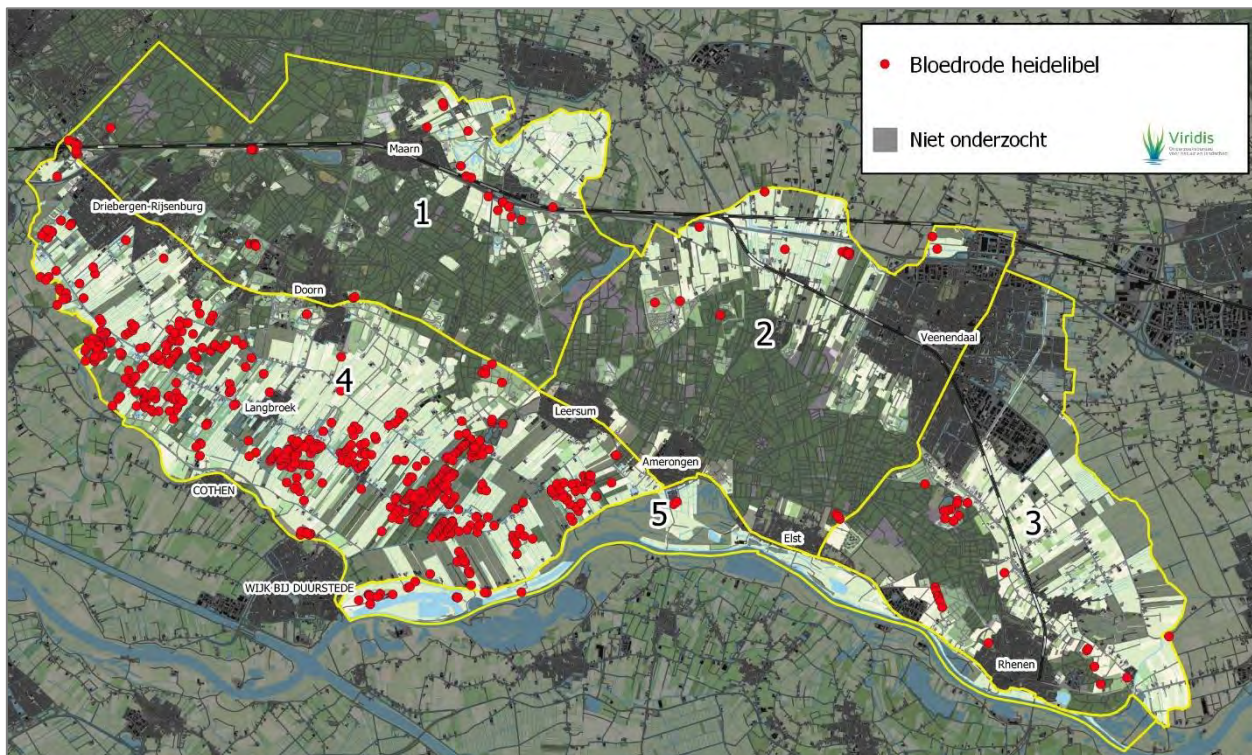 Bloedrode heidelibel
Niet onderzocht
Viridis
Maarn
1
Driebergen-Rijsenburg
Doorn
2
Veenendaal
4
Langbroek
Leersum
Amerongen
COTHEN
5
Elst
3
WIJK BIJ DUURSTEDE
Rhenen